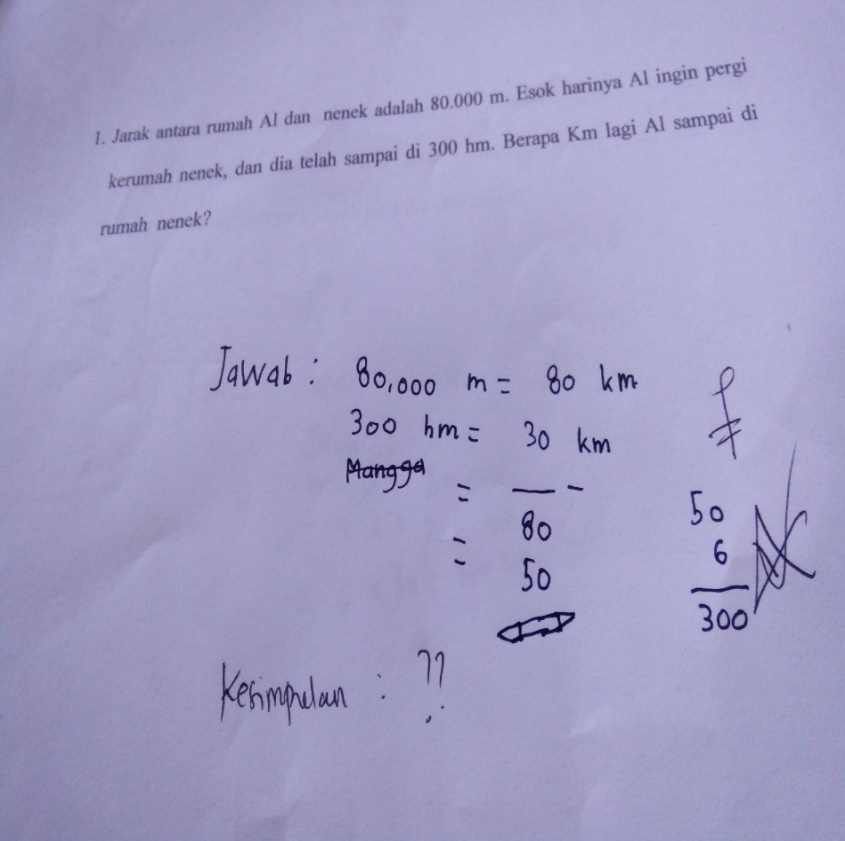 1. Jarak antara rumah Al dan nenek adalah 80.000 m. Esok harinya Al ingin pergi
kerumah nenek, dan dia telah sampai di 300 hm. Berapa Km lagi Al sampai di
rumah nenek?
Jawab : 80,000 m = 80 km
300 hm = 30 km
Mangga
= —  –
80
= 50
50
6
300
Kesimpulan : ??